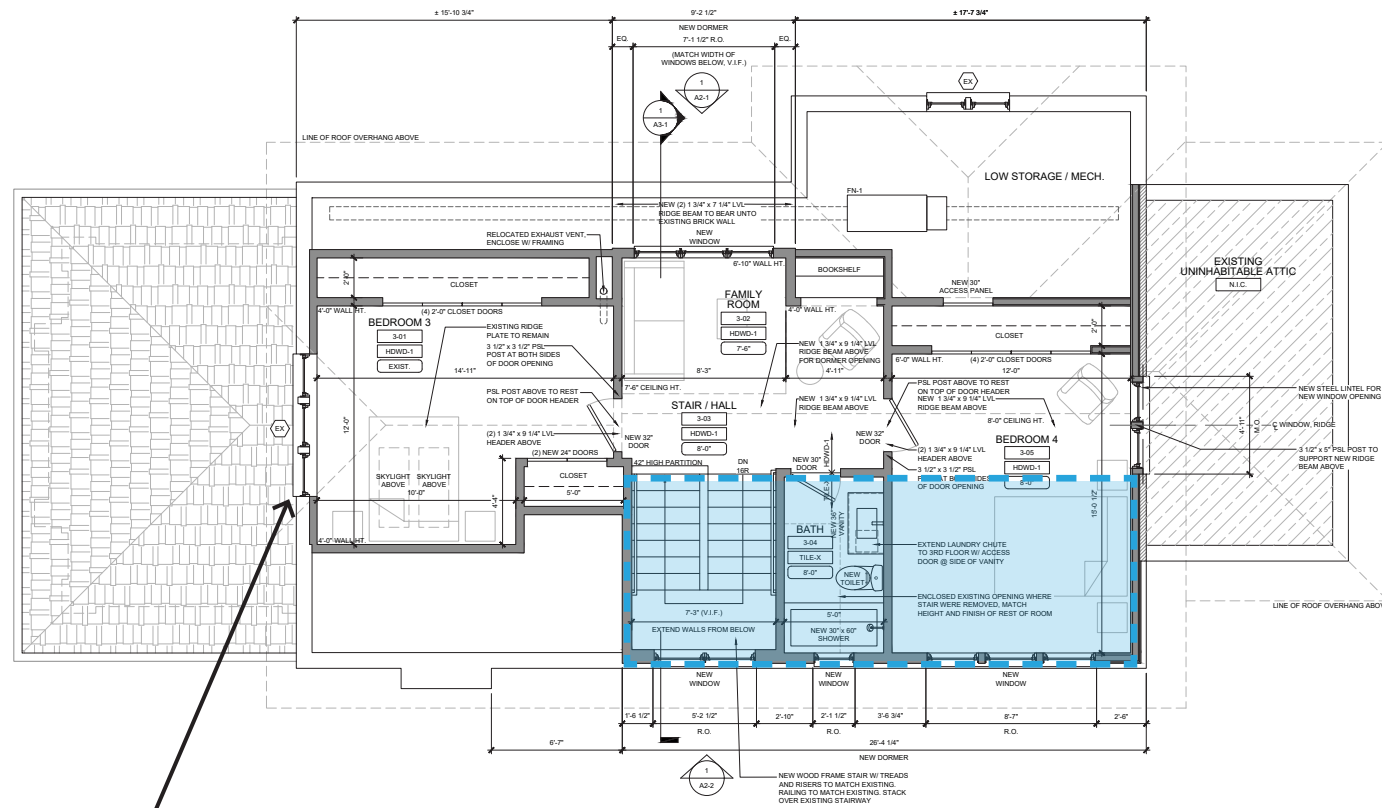 ± 15'-10 3/4"
9'-2 1/2"
± 17'-7 3/4"
NEW DORMER
EQ.
7'-1 1/2" R.O.
EQ.
(MATCH WIDTH OF
WINDOWS BELOW, V.I.F.)
1
A2-1
1
A3-1
EX
LINE OF ROOF OVERHANG ABOVE
LOW STORAGE / MECH.
FN-1
NEW (2) 1 3/4" x 7 1/4" LVL
RIDGE BEAM TO BEAR UNTO
EXISTING BRICK WALL
RELOCATED EXHAUST VENT,
ENCLOSE W/ FRAMING
NEW
WINDOW
6'-10" WALL HT.
BOOKSHELF
EXISTING
UNINHABITABLE ATTIC
N.I.C.
2'-0"
CLOSET
NEW 30"
ACCESS PANEL
FAMILY
ROOM
3-02
HDWD-1
7'-6"
4'-0" WALL HT.
(4) 2'-0" CLOSET DOORS
4'-0" WALL HT.
BEDROOM 3
3-01
HDWD-1
EXIST.
EXISTING RIDGE
PLATE TO REMAIN
3 1/2" x 3 1/2" PSL
POST AT BOTH SIDES
OF DOOR OPENING
NEW 1 3/4" x 9 1/4" LVL
RIDGE BEAM ABOVE
FOR DORMER OPENING
CLOSET
2'-0"
6'-0" WALL HT.
(4) 2'-0" CLOSET DOORS
14'-11"
8'-3"
4'-11"
12'-0"
7'-6" CEILING HT.
PSL POST ABOVE TO REST
ON TOP OF DOOR HEADER
PSL POST ABOVE TO REST
ON TOP OF DOOR HEADER
NEW 1 3/4" x 9 1/4" LVL
RIDGE BEAM ABOVE
NEW 1 3/4" x 9 1/4" LVL
RIDGE BEAM ABOVE
8'-0" CEILING HT.
NEW STEEL LINTEL FOR
NEW WINDOW OPENING
4'-11"
M.O.
WINDOW, RIDGE
STAIR / HALL
3-03
HDWD-1
8'-0"
12'-0"
EX
(2) 1 3/4" x 9 1/4" LVL
HEADER ABOVE
NEW 32"
DOOR
(2) NEW 24" DOORS
NEW 32"
DOOR
(2) 1 3/4" x 9 1/4" LVL
HEADER ABOVE
3 1/2" x 3 1/2" PSL
POST AT BOTH SIDES
OF DOOR OPENING
BEDROOM 4
3-05
HDWD-1
8'-0"
3 1/2" x 5" PSL POST TO
SUPPORT NEW RIDGE
BEAM ABOVE
42" HIGH PARTITION
DN
16R
NEW 30"
DOOR
HDWD-1
TILE-X
SKYLIGHT
ABOVE
SKYLIGHT
ABOVE
10'-0"
CLOSET
5'-0"
4'-4"
4'-0" WALL HT.
15'-0 1/2"
NEW 36"
VANITY
BATH
3-04
TILE-X
8'-0"
NEW
TOILET
EXTEND LAUNDRY CHUTE
TO 3RD FLOOR W/ ACCESS
DOOR @ SIDE OF VANITY
ENCLOSED EXISTING OPENING WHERE
STAIR WERE REMOVED, MATCH
HEIGHT AND FINISH OF REST OF ROOM
7'-3" (V.I.F.)
5'-0"
EXTEND WALLS FROM BELOW
NEW 30" x 60"
SHOWER
LINE OF ROOF OVERHANG ABOV
NEW
WINDOW
NEW
WINDOW
NEW
WINDOW
1'-6 1/2"
5'-2 1/2"
2'-10"
2'-1 1/2"
3'-6 3/4"
8'-7"
2'-6"
R.O.
R.O.
R.O.
6'-7"
26'-4 1/4"
NEW DORMER
1
A2-2
NEW WOOD FRAME STAIR W/ TREADS
AND RISERS TO MATCH EXISTING.
RAILING TO MATCH EXISTING. STACK
OVER EXISTING STAIRWAY